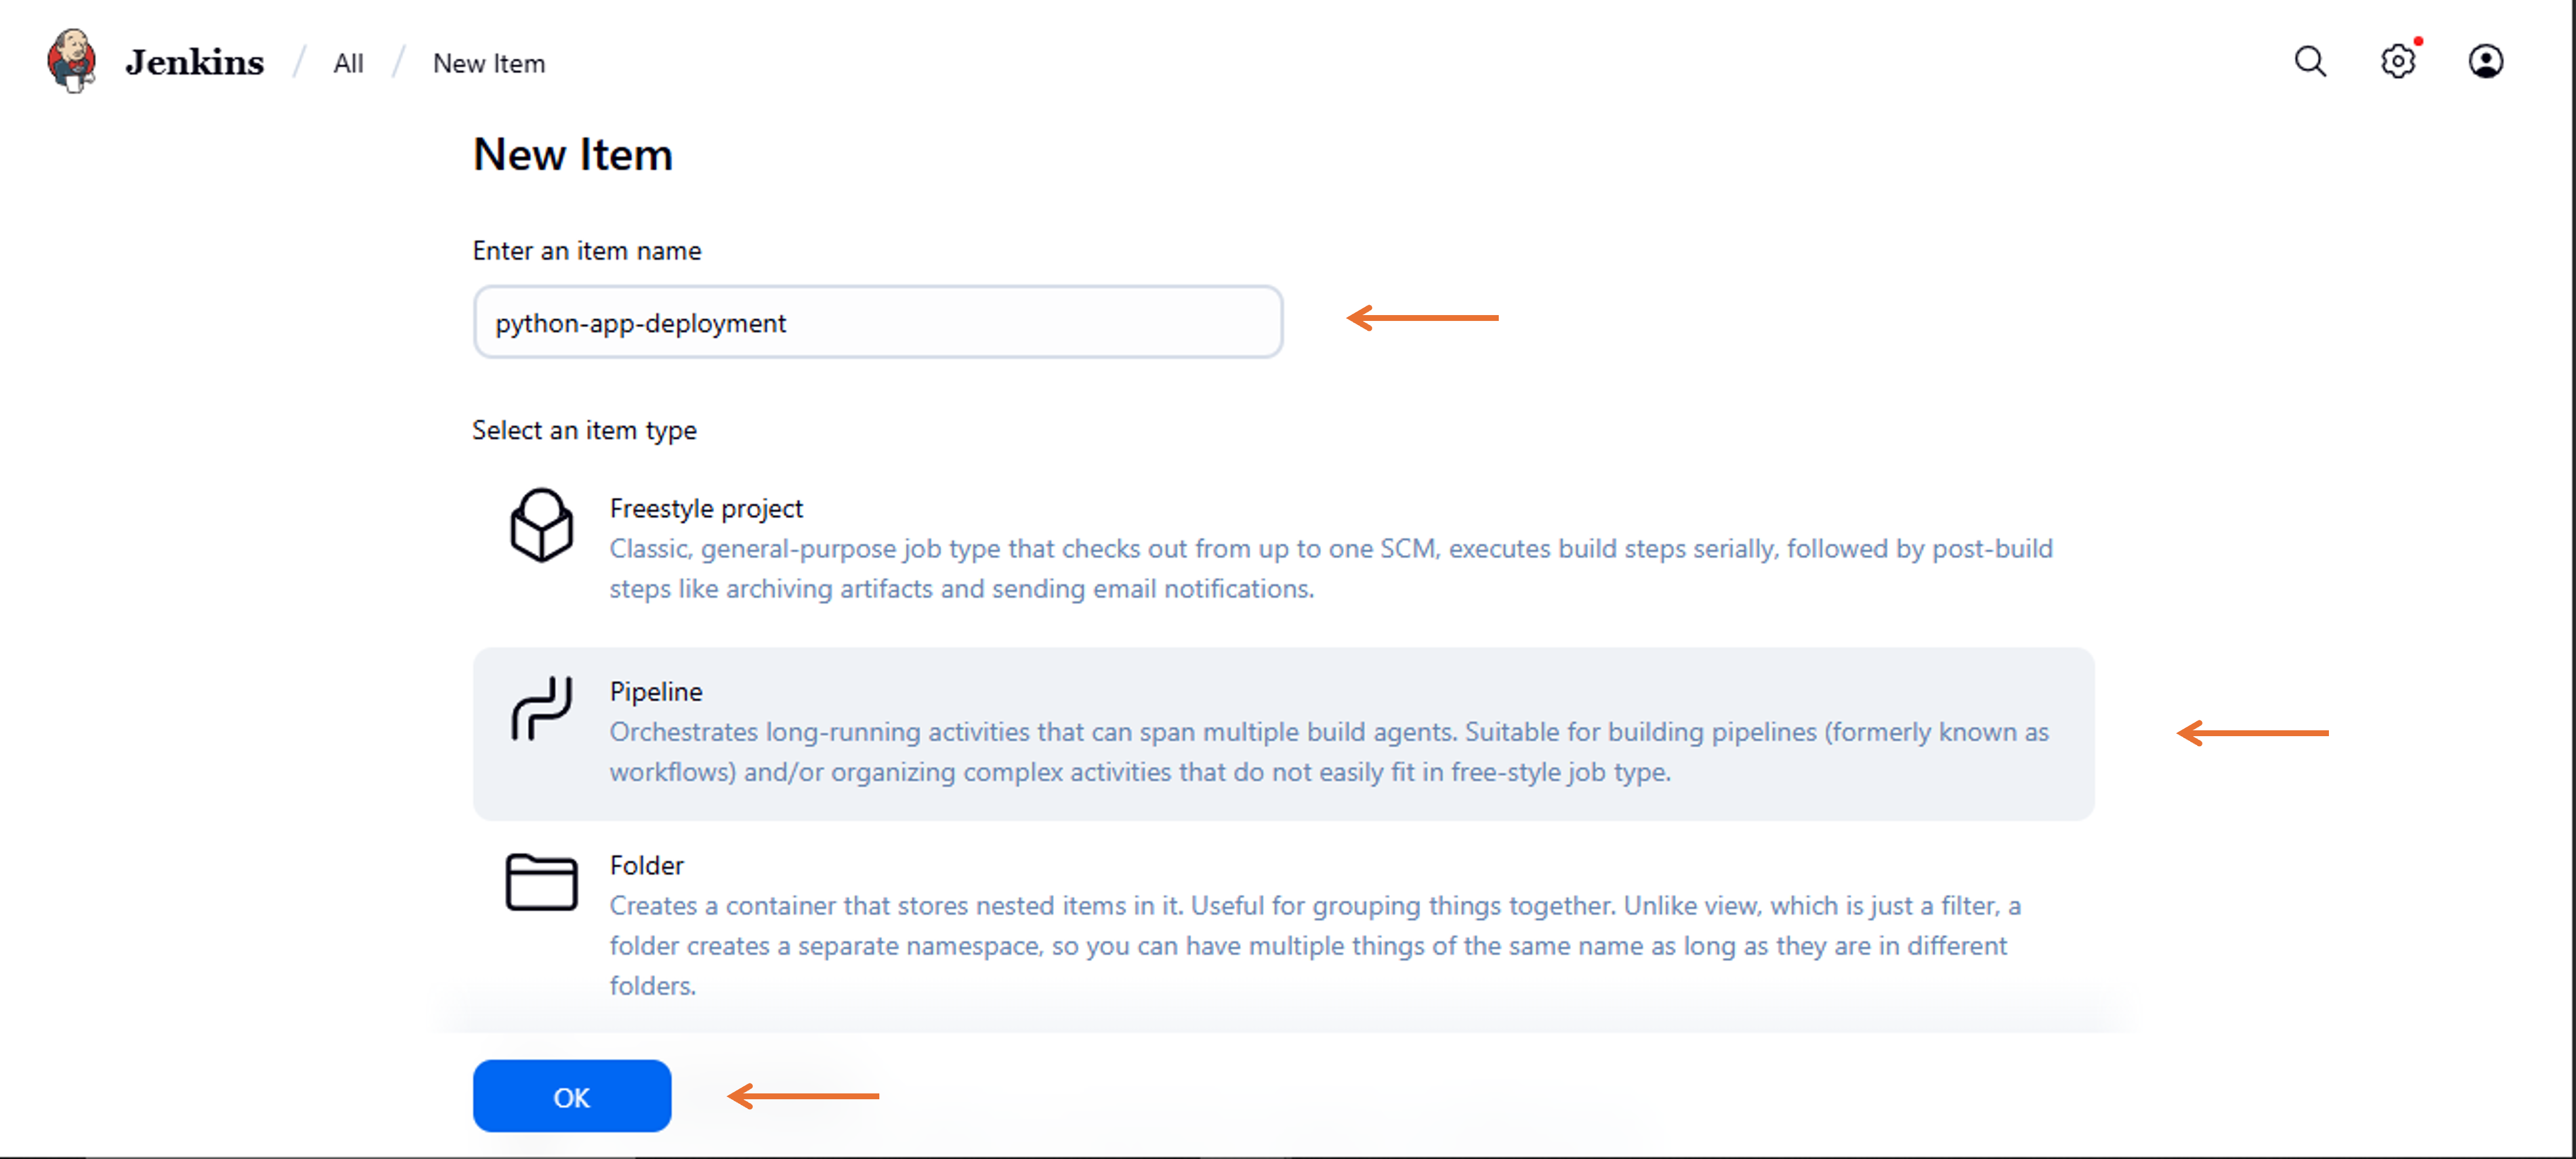 Jenkins / All / New Item
New Item
Enter an item name
python-app-deployment
Select an item type
Freestyle project
Classic, general-purpose job type that checks out from up to one SCM, executes build steps serially, followed by post-build
steps like archiving artifacts and sending email notifications.
Pipeline
Orchestrates long-running activities that can span multiple build agents. Suitable for building pipelines (formerly known as
workflows) and/or organizing complex activities that do not easily fit in free-style job type.
Folder
Creates a container that stores nested items in it. Useful for grouping things together. Unlike view, which is just a filter, a
folder creates a separate namespace, so you can have multiple things of the same name as long as they are in different
folders.
OK